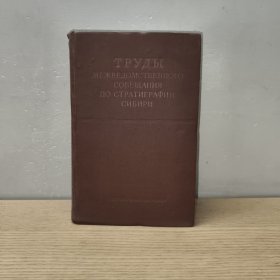 ТРУДЫ
МЕЖВЕДОМСТВЕННОГО
СОВЕЩАНИЯ
ПО СТРАТИГРАФИИ
СИБИРИ